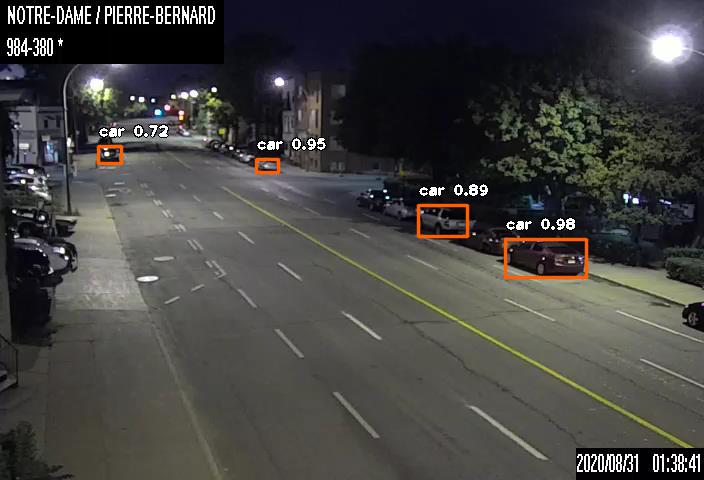 NOTRE-DAME / PIERRE-BERNARD
984-380 *
car 0.72
car 0.95
car 0.89
car 0.98
2020/08/31 01:38:41